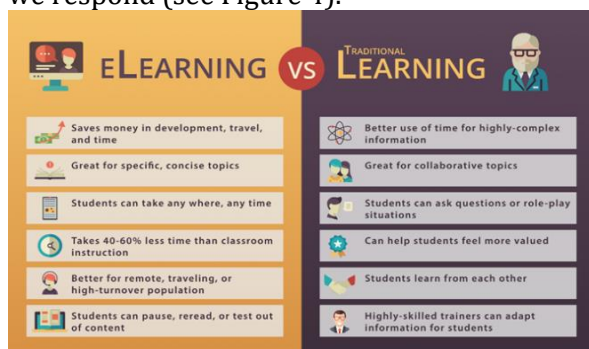 we respond (see Figure 1).
eLEARNING
VS
TRADITIONAL
LEARNING
Saves money in development, travel,
and time
Great for specific, concise topics
Students can take any where, any time
Takes 40-60% less time than classroom
instruction
Better for remote, traveling, or
high-turnover population
Students can pause, reread, or test out
of content
Better use of time for highly-complex
information
Great for collaborative topics
Students can ask questions or role-play
situations
Can help students feel more valued
Students learn from each other
Highly-skilled trainers can adapt
information for students